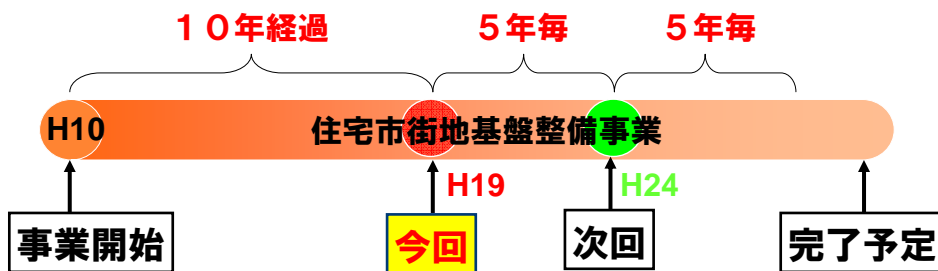 １０年経過
５年毎
５年毎
H10
住宅市街地基盤整備事業
H19
H24
事業開始
今回
次回
完了予定